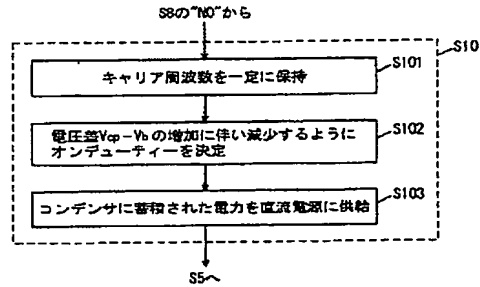 S8の"NO"から
S10
キャリア周波数を一定に保持
S101
電圧差Vcp-Vbの増加に伴い減少するように
オンデューティーを決定
S102
コンデンサに蓄積された電力を直流電源に供給
S103
S5へ